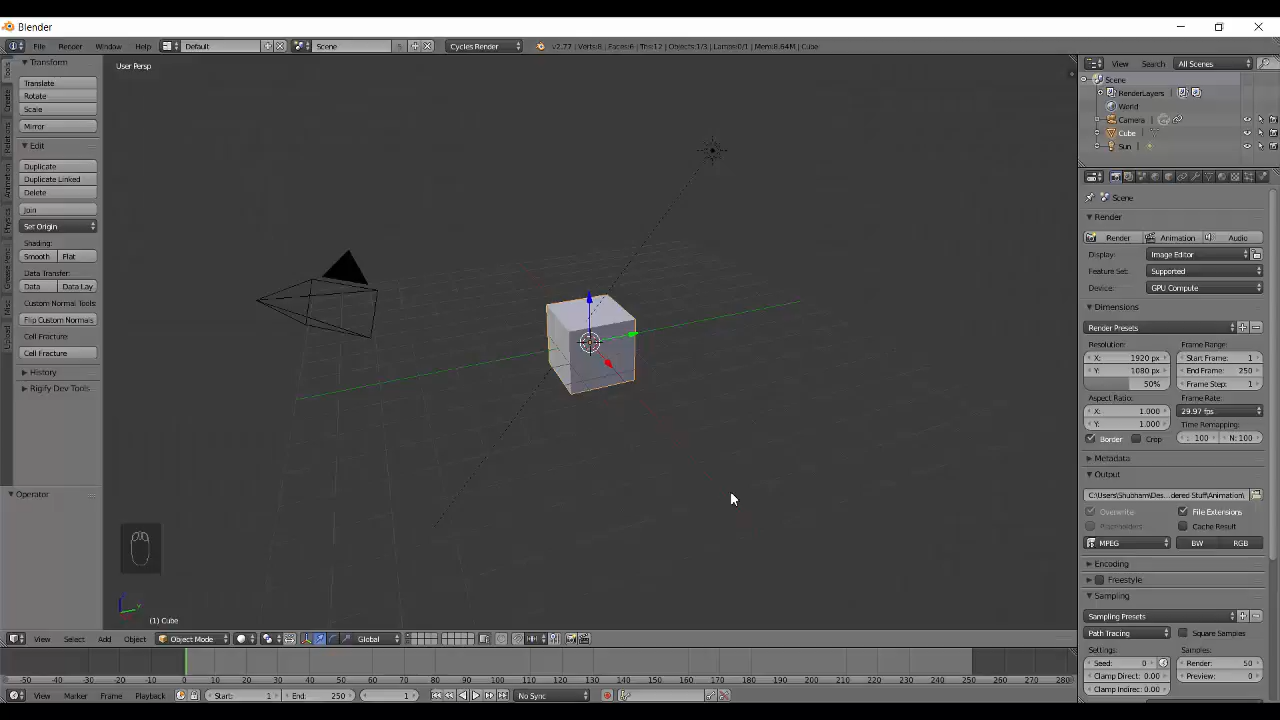 Blender
File Render Window Help Default Scene Cycles Render v2.77 | Verts:8 | Faces:6 | Tris:12 | Objects:1/3 | Lamps:0/1 | Mem:8.64M | Cube
Transform
Translate
Rotate
Scale
Mirror
Edit
Duplicate
Duplicate Linked
Delete
Join
Set Origin
Shading:
Smooth Flat
Data Transfer:
Data Data Lay
Custom Normal Tools:
Flip Custom Normals
Cell Fracture
Cell Fracture
History
Rigify Dev Tools
Operator
Tools
Create
Relations
Animation
Physics
Grease Pencil
Misc
Upload
User Persp
(1) Cube
View Select Add Object Object Mode Global
View Search All Scenes
Scene
RenderLayers
World
Camera
Cube
Sun
Scene
Render
Render Animation Audio
Display: Image Editor
Feature Set: Supported
Device: GPU Compute
Dimensions
Render Presets
Resolution: Frame Range:
X: 1920 px Start Frame: 1
Y: 1080 px End Frame: 250
50% Frame Step: 1
Aspect Ratio: Frame Rate:
X: 1.000 29.97 fps
Y: 1.000 Time Remapping:
Border Crop : 100 N: 100
Metadata
Output
C:\Users\Shubham\Des...dered Stuff\Animation\
Overwrite File Extensions
Placeholders Cache Result
MPEG BW RGB
Encoding
Freestyle
Sampling
Sampling Presets
Path Tracing Square Samples
Settings: Samples:
Seed: 0 Render: 50
Clamp Direct: 0.00 Preview: 0
Clamp Indirect: 0.00
-50 -40 -30 -20 -10 0 10 20 30 40 50 60 70 80 90 100 110 120 130 140 150 160 170 180 190 200 210 220 230 240 250 260 270 280
View Marker Frame Playback Start: 1 End: 250 1 No Sync